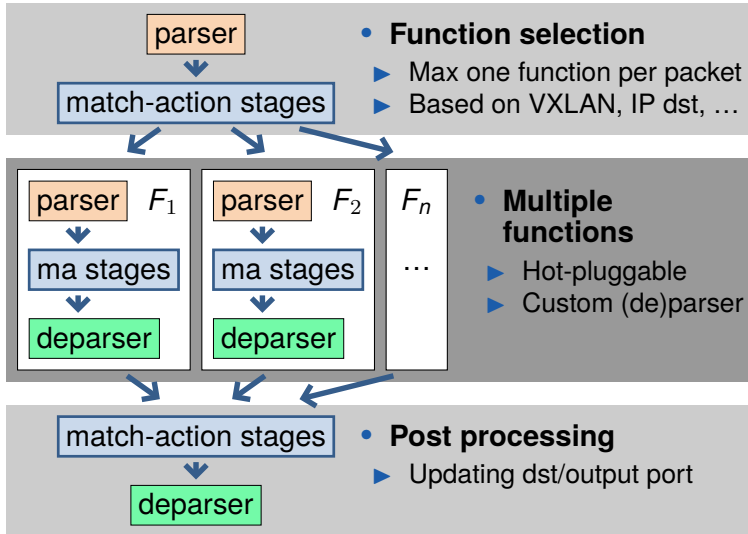 parser
match-action stages
• Function selection
▶ Max one function per packet
▶ Based on VXLAN, IP dst, …
parser F₁
ma stages
deparser
parser F₂
ma stages
deparser
Fₙ
…
• Multiple
functions
▶ Hot-pluggable
▶ Custom (de)parser
match-action stages
deparser
• Post processing
▶ Updating dst/output port